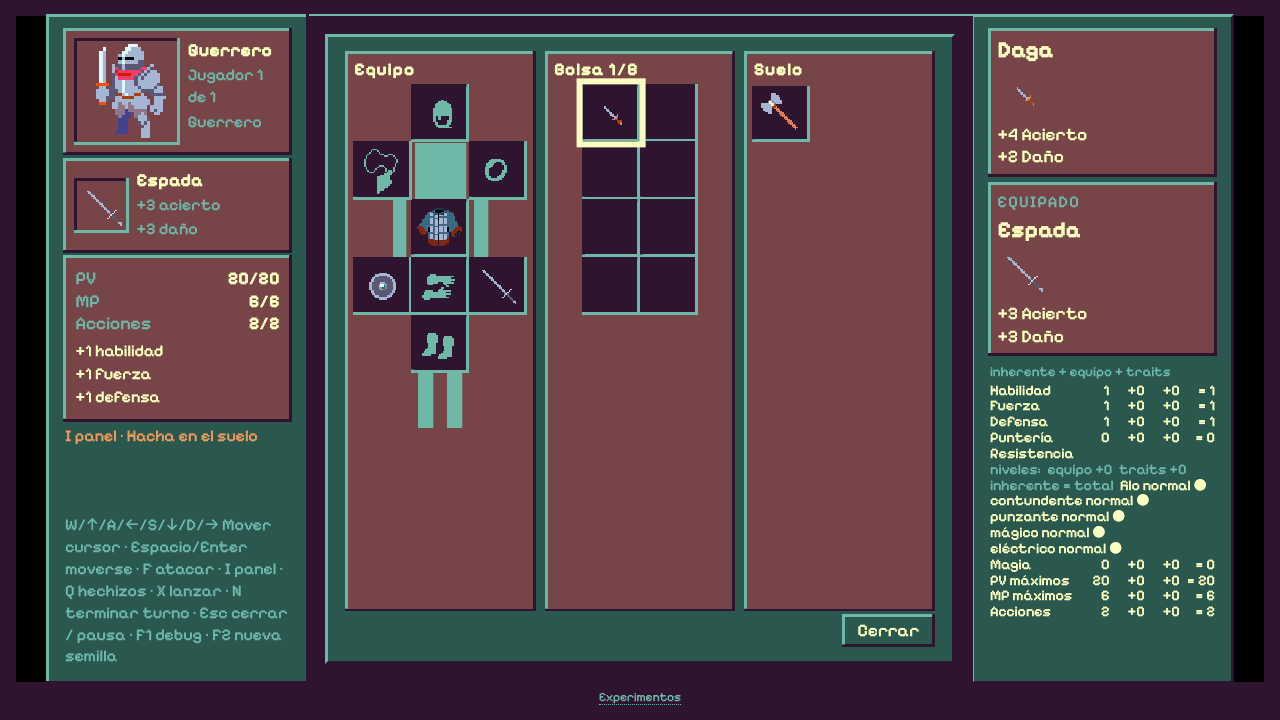 Guerrero
Jugador 1
de 1
Guerrero
Espada
+3 acierto
+3 daño
PV 20/20
MP 6/6
Acciones 2/2
+1 habilidad
+1 fuerza
+1 defensa
I panel · Hacha en el suelo
W/↑/A/←/S/↓/D/→ Mover
cursor · Espacio/Enter
moverse · F atacar · I panel ·
Q hechizos · X lanzar · N
terminar turno · Esc cerrar
/ pausa · F1 debug · F2 nueva
semilla
Equipo
Bolsa 1/8
Suelo
Cerrar
Daga
+4 Acierto
+2 Daño
EQUIPADO
Espada
+3 Acierto
+3 Daño
inherente + equipo + traits
Habilidad 1 +0 +0 = 1
Fuerza 1 +0 +0 = 1
Defensa 1 +0 +0 = 1
Puntería 0 +0 +0 = 0
Resistencia
niveles: equipo +0 traits +0
inherente = total filo normal
contundente normal
punzante normal
mágico normal
eléctrico normal
Magia 0 +0 +0 = 0
PV máximos 20 +0 +0 = 20
MP máximos 6 +0 +0 = 6
Acciones 2 +0 +0 = 2
Experimentos